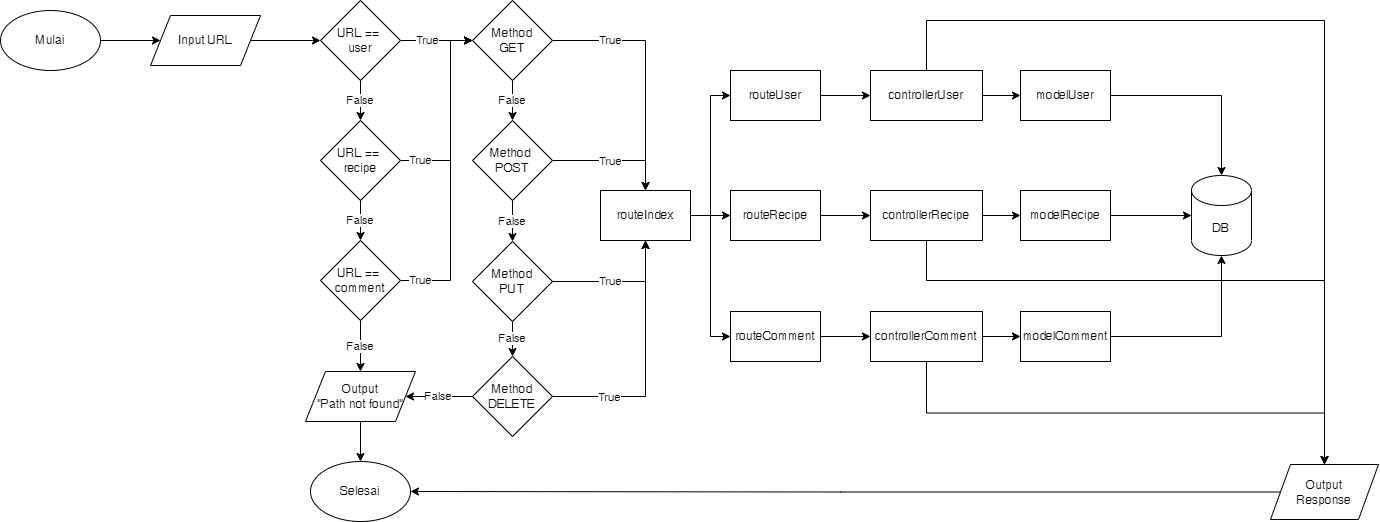 Mulai
Input URL
URL ==
user
True
False
URL ==
recipe
True
False
URL ==
comment
True
False
Output
"Path not found"
Selesai
Method
GET
True
False
Method
POST
True
False
Method
PUT
True
False
Method
DELETE
True
False
routeIndex
routeUser
controllerUser
modelUser
routeRecipe
controllerRecipe
modelRecipe
routeComment
controllerComment
modelComment
DB
Output
Response